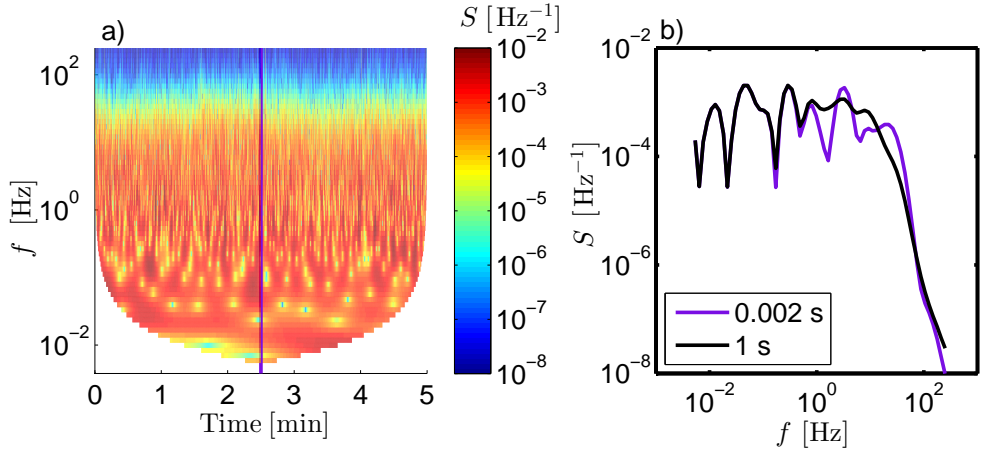 a)
S [Hz⁻¹]
10²
10⁰
10⁻²
f [Hz]
0 1 2 3 4 5
Time [min]
10⁻²
10⁻³
10⁻⁴
10⁻⁵
10⁻⁶
10⁻⁷
10⁻⁸
b)
10⁻²
10⁻⁴
10⁻⁶
10⁻⁸
S [Hz⁻¹]
0.002 s
1 s
10⁻² 10⁰ 10²
f [Hz]